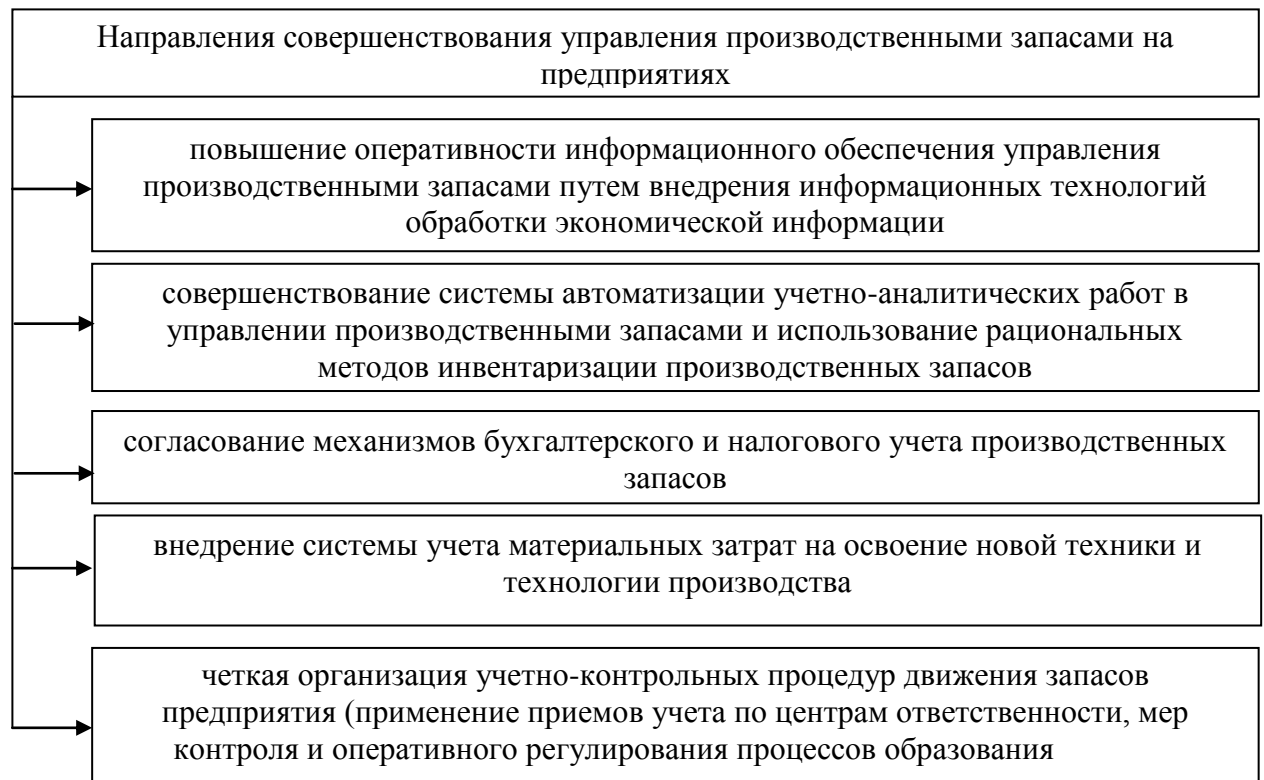 Направления совершенствования управления производственными запасами на
предприятиях
повышение оперативности информационного обеспечения управления
производственными запасами путем внедрения информационных технологий
обработки экономической информации
совершенствование системы автоматизации учетно-аналитических работ в
управлении производственными запасами и использование рациональных
методов инвентаризации производственных запасов
согласование механизмов бухгалтерского и налогового учета производственных
запасов
внедрение системы учета материальных затрат на освоение новой техники и
технологии производства
четкая организация учетно-контрольных процедур движения запасов
предприятия (применение приемов учета по центрам ответственности, мер
контроля и оперативного регулирования процессов образования